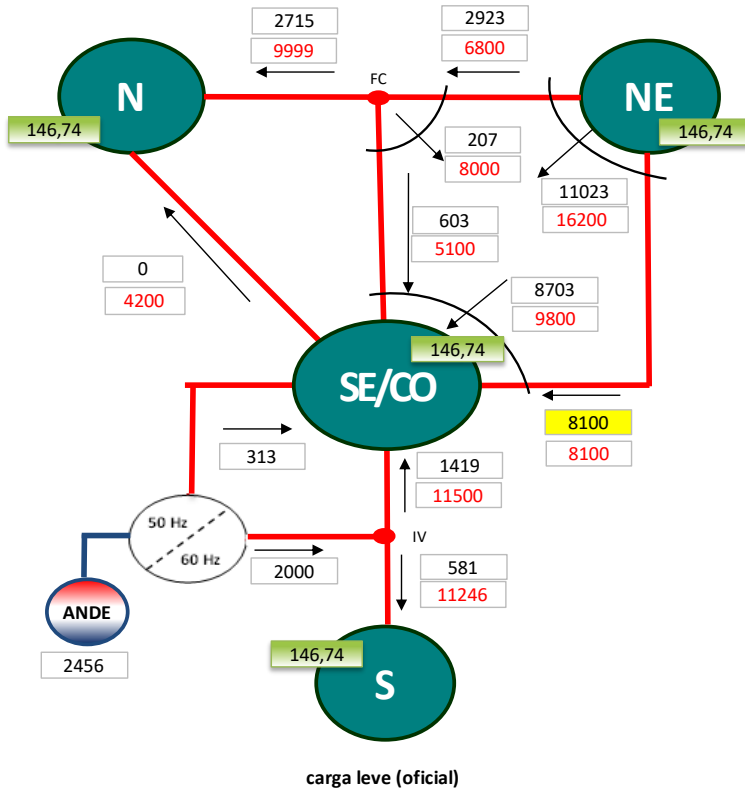 2715
9999
2923
6800
FC
N
NE
146,74
146,74
207
8000
11023
16200
603
5100
0
4200
8703
9800
146,74
SE/CO
8100
8100
313
1419
11500
50 Hz
60 Hz
IV
2000
581
11246
ANDE
2456
146,74
S
carga leve (oficial)